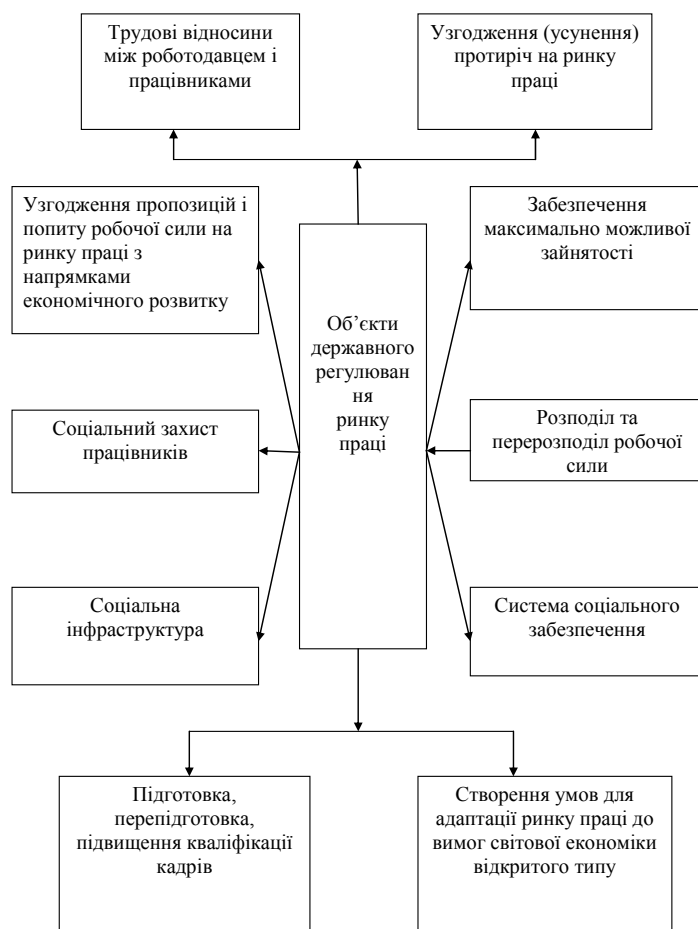 Трудові відносини
між роботодавцем і
працівниками
Узгодження (усунення)
протиріч на ринку
праці
Узгодження пропозицій і
попиту робочої сили на
ринку праці з
напрямками
економічного розвитку
Забезпечення
максимально можливої
зайнятості
Об’єкти
державного
регулюван
ня
ринку
праці
Соціальний захист
працівників
Розподіл та
перерозподіл робочої
сили
Соціальна
інфраструктура
Система соціального
забезпечення
Підготовка,
перепідготовка,
підвищення кваліфікації
кадрів
Створення умов для
адаптації ринку праці до
вимог світової економіки
відкритого типу